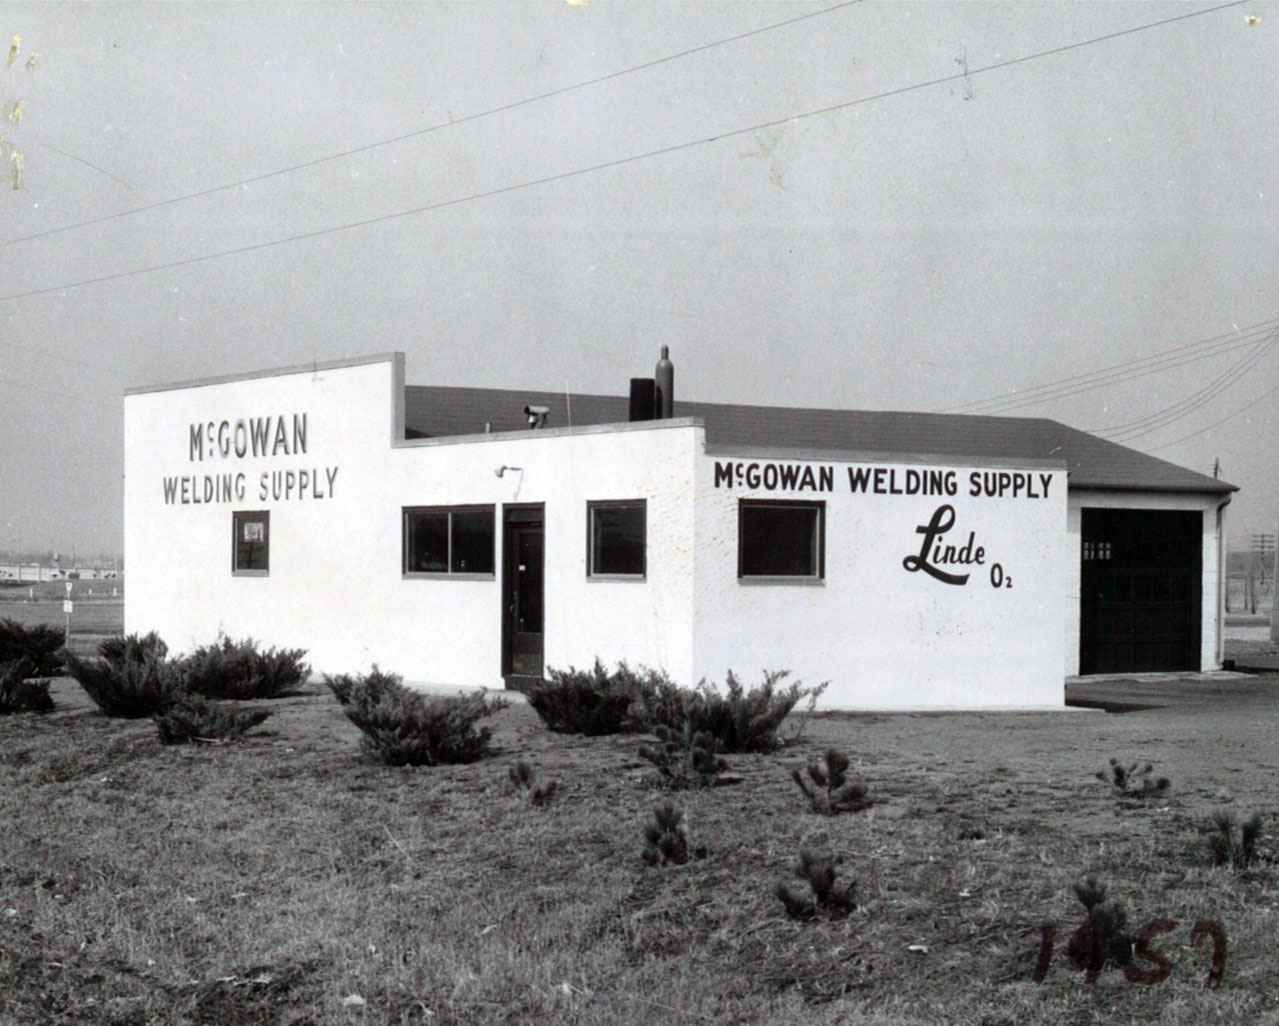 McGOWAN
WELDING SUPPLY
McGOWAN WELDING SUPPLY
Linde
O₂
1957